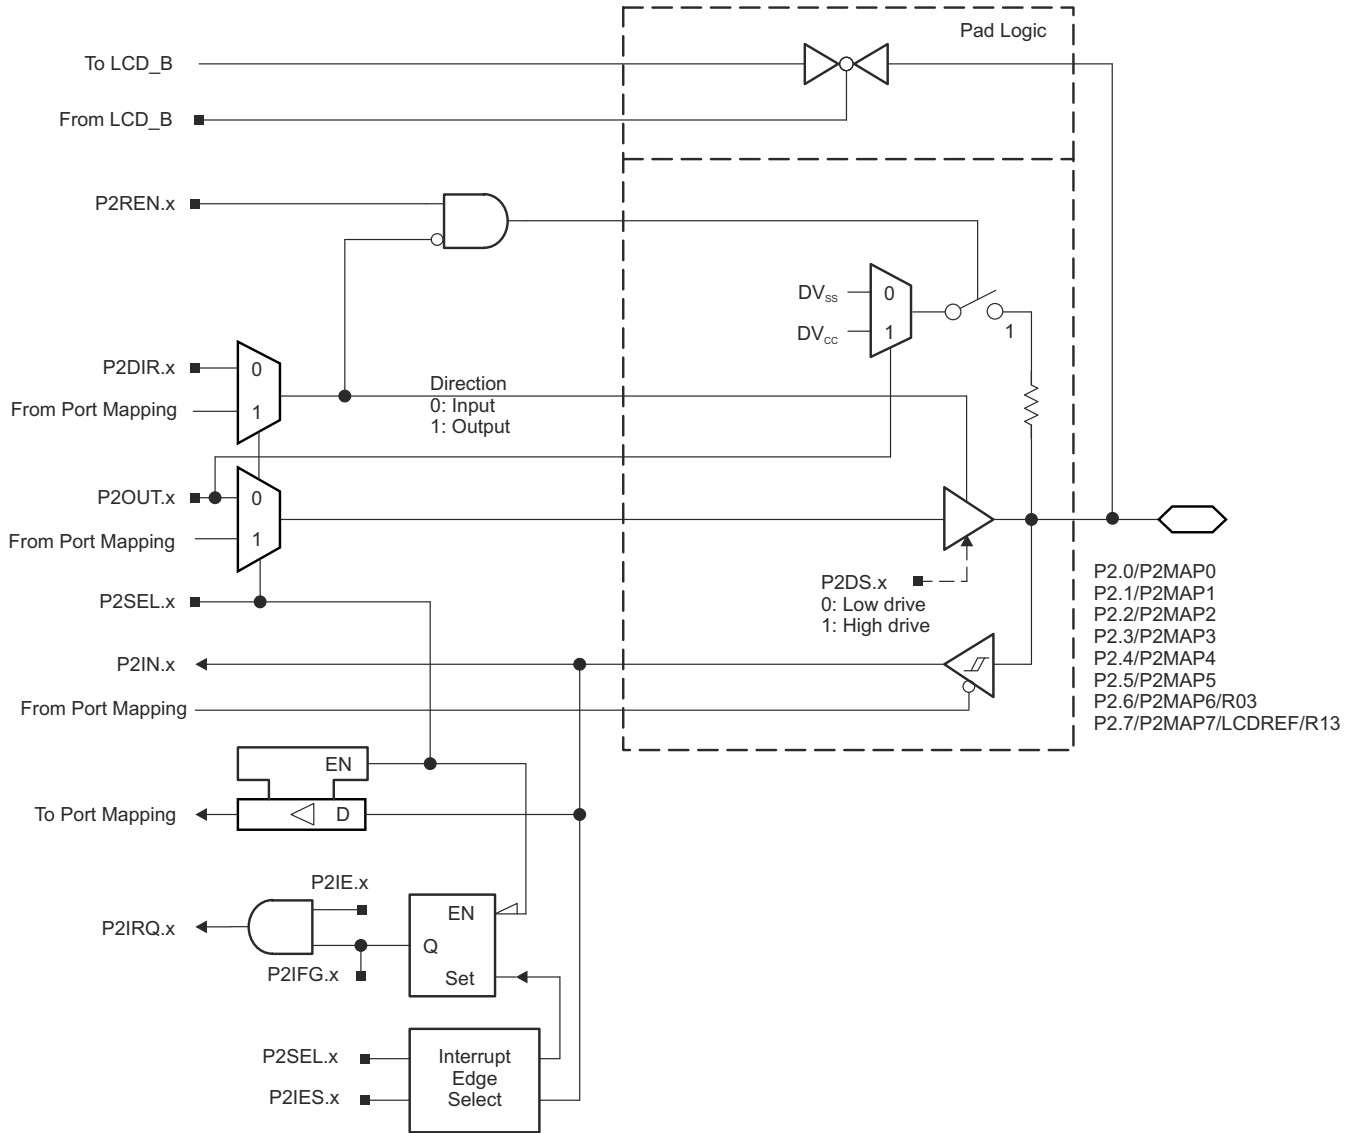 Pad Logic
To LCD_B
From LCD_B
P2REN.x
DVSS
0
DVCC
1
1
P2DIR.x
0
From Port Mapping
1
Direction
0: Input
1: Output
P2OUT.x
0
From Port Mapping
1
P2SEL.x
P2DS.x
0: Low drive
1: High drive
P2.0/P2MAP0
P2.1/P2MAP1
P2.2/P2MAP2
P2.3/P2MAP3
P2.4/P2MAP4
P2.5/P2MAP5
P2.6/P2MAP6/R03
P2.7/P2MAP7/LCDREF/R13
P2IN.x
From Port Mapping
EN
To Port Mapping
D
P2IE.x
P2IRQ.x
EN
Q
P2IFG.x
Set
P2SEL.x
P2IES.x
Interrupt
Edge
Select